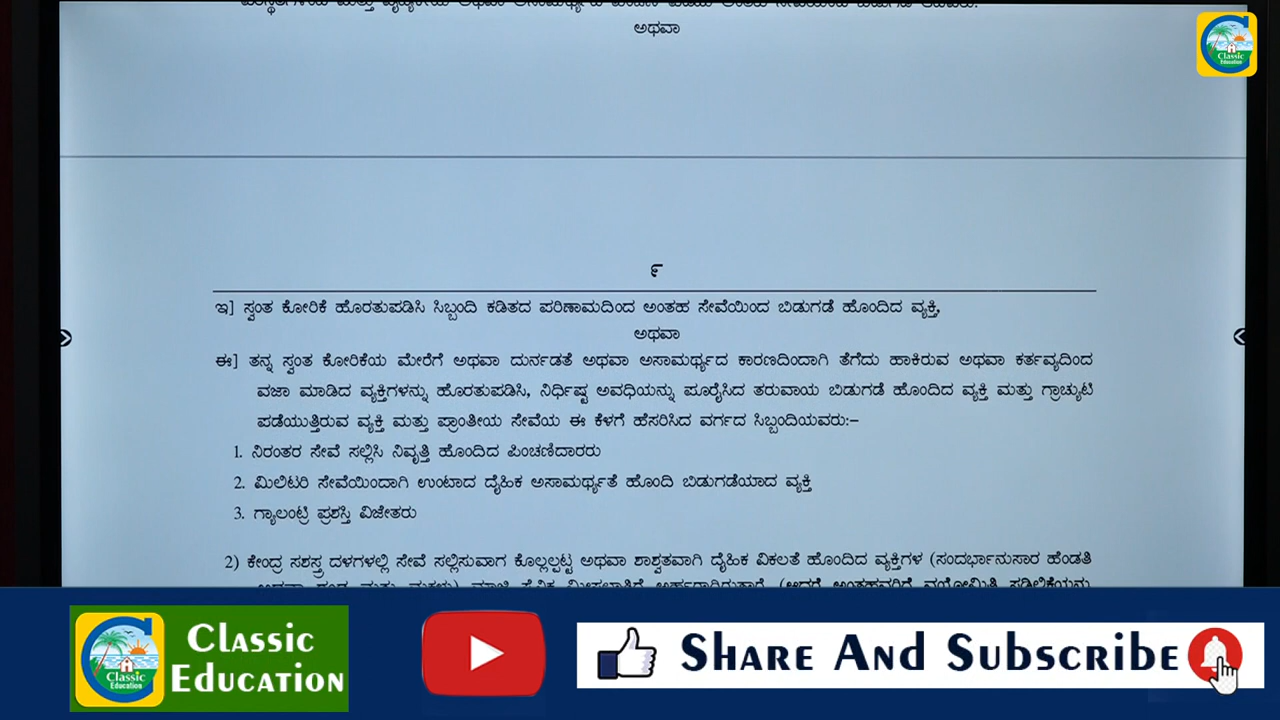 ಅಥವಾ
Classic
Education
೯
ಇ] ಸ್ವಂತ ಕೋರಿಕೆ ಹೊರತುಪಡಿಸಿ ಸಿಬ್ಬಂದಿ ಕಡಿತದ ಪರಿಣಾಮದಿಂದ ಅಂತಹ ಸೇವೆಯಿಂದ ಬಿಡುಗಡೆ ಹೊಂದಿದ ವ್ಯಕ್ತಿ,
ಅಥವಾ
ಈ] ತನ್ನ ಸ್ವಂತ ಕೋರಿಕೆಯ ಮೇರೆಗೆ ಅಥವಾ ದುರ್ನಡತೆ ಅಥವಾ ಅಸಾಮರ್ಥ್ಯದ ಕಾರಣದಿಂದಾಗಿ ತೆಗೆದು ಹಾಕಿರುವ ಅಥವಾ ಕರ್ತವ್ಯದಿಂದ
ವಜಾ ಮಾಡಿದ ವ್ಯಕ್ತಿಗಳನ್ನು ಹೊರತುಪಡಿಸಿ, ನಿರ್ಧಿಷ್ಟ ಅವಧಿಯನ್ನು ಪೂರೈಸಿದ ತರುವಾಯ ಬಿಡುಗಡೆ ಹೊಂದಿದ ವ್ಯಕ್ತಿ ಮತ್ತು ಗ್ರಾಚ್ಯುಟಿ
ಪಡೆಯುತ್ತಿರುವ ವ್ಯಕ್ತಿ ಮತ್ತು ಪ್ರಾಂತೀಯ ಸೇವೆಯ ಈ ಕೆಳಗೆ ಹೆಸರಿಸಿದ ವರ್ಗದ ಸಿಬ್ಬಂದಿಯವರು:–
1. ನಿರಂತರ ಸೇವೆ ಸಲ್ಲಿಸಿ ನಿವೃತ್ತಿ ಹೊಂದಿದ ಪಿಂಚಣಿದಾರರು
2. ಮಿಲಿಟರಿ ಸೇವೆಯಿಂದಾಗಿ ಉಂಟಾದ ದೈಹಿಕ ಅಸಾಮರ್ಥ್ಯತೆ ಹೊಂದಿ ಬಿಡುಗಡೆಯಾದ ವ್ಯಕ್ತಿ
3. ಗ್ಯಾಲಂಟ್ರಿ ಪ್ರಶಸ್ತಿ ವಿಜೇತರು
2) ಕೇಂದ್ರ ಸಶಸ್ತ್ರ ದಳಗಳಲ್ಲಿ ಸೇವೆ ಸಲ್ಲಿಸುವಾಗ ಕೊಲ್ಲಲ್ಪಟ್ಟ ಅಥವಾ ಶಾಶ್ವತವಾಗಿ ದೈಹಿಕ ವಿಕಲತೆ ಹೊಂದಿದ ವ್ಯಕ್ತಿಗಳ (ಸಂದರ್ಭಾನುಸಾರ ಹೆಂಡತಿ
Classic
Education
Classic
Education
Share And Subscribe